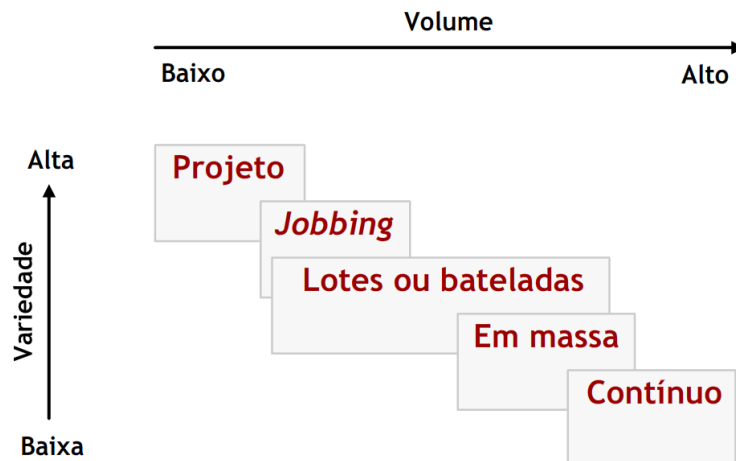 Volume
Baixo
Alto
Alta
Variedade
Baixa
Projeto
Jobbing
Lotes ou bateladas
Em massa
Contínuo